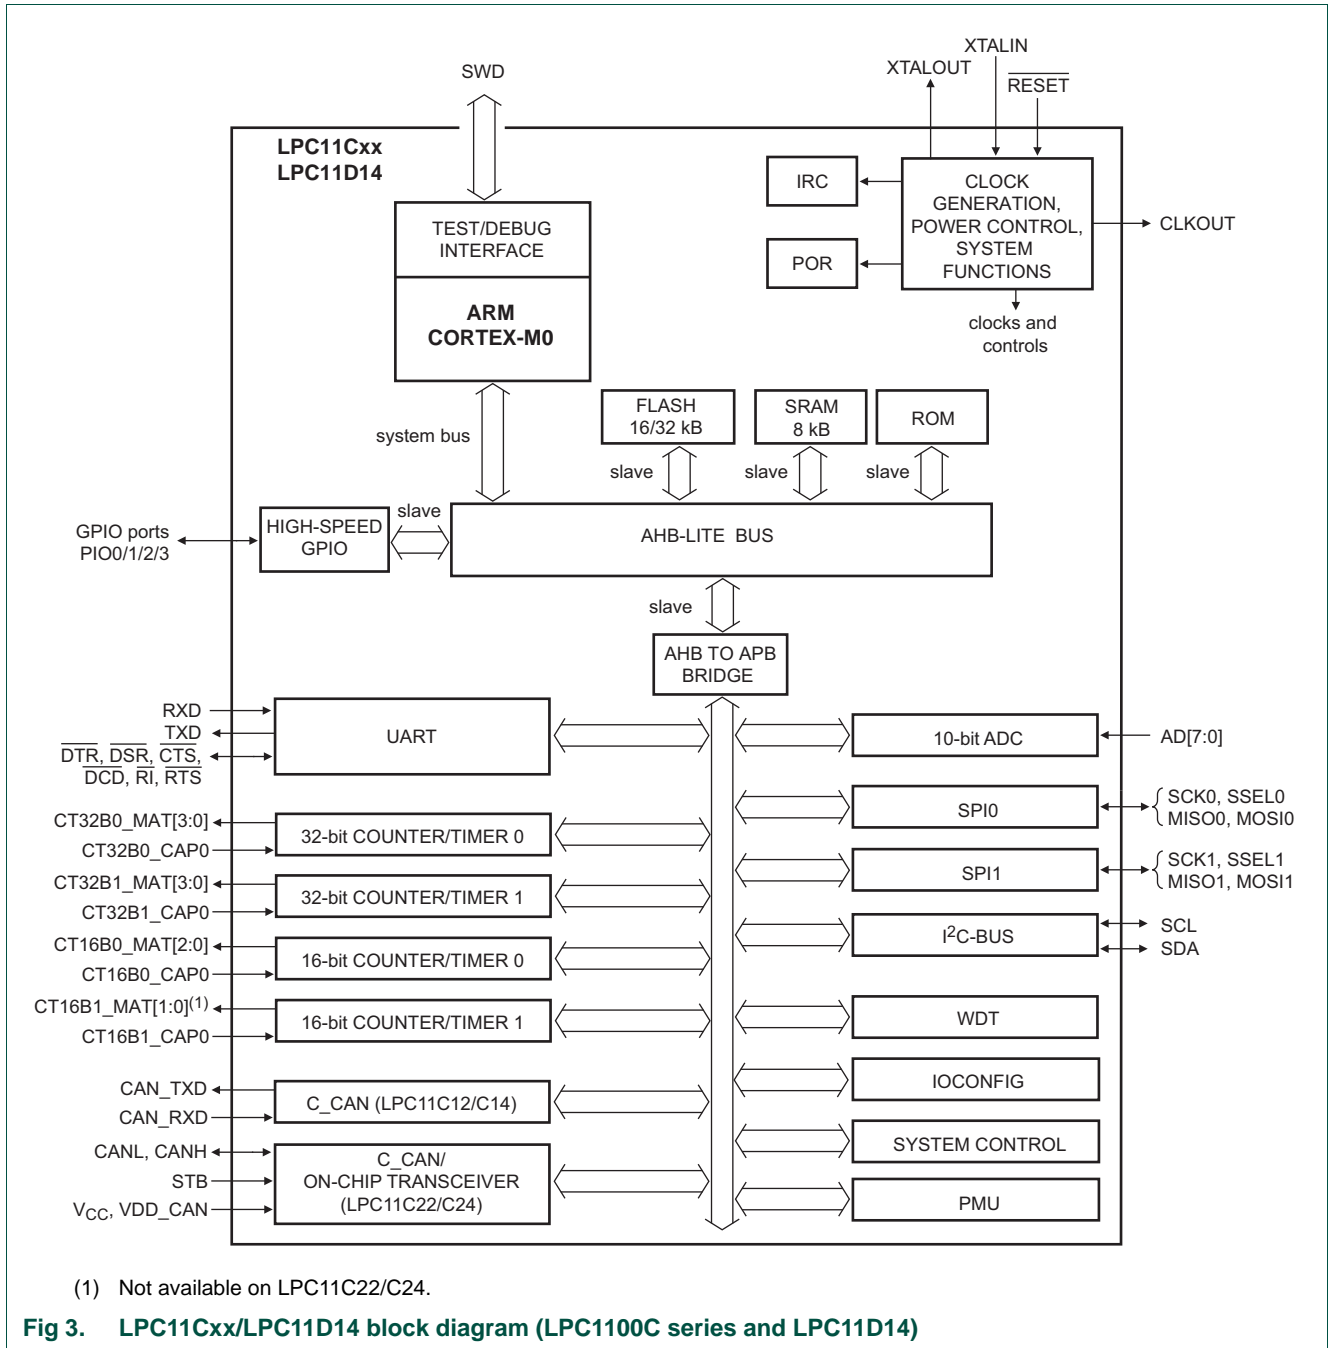 XTALIN
XTALOUT
SWD
RESET
LPC11Cxx
LPC11D14
IRC
CLOCK
GENERATION,
POWER CONTROL,
SYSTEM
FUNCTIONS
CLKOUT
TEST/DEBUG
INTERFACE
POR
ARM
CORTEX-M0
clocks and
controls
FLASH
16/32 kB
SRAM
8 kB
ROM
system bus
slave
slave
slave
slave
GPIO ports
PIO0/1/2/3
HIGH-SPEED
GPIO
AHB-LITE BUS
slave
AHB TO APB
BRIDGE
RXD
TXD
DTR, DSR, CTS,
DCD, RI, RTS
UART
10-bit ADC
AD[7:0]
CT32B0_MAT[3:0]
CT32B0_CAP0
32-bit COUNTER/TIMER 0
SPI0
SCK0, SSEL0
MISO0, MOSI0
CT32B1_MAT[3:0]
CT32B1_CAP0
32-bit COUNTER/TIMER 1
SPI1
SCK1, SSEL1
MISO1, MOSI1
CT16B0_MAT[2:0]
CT16B0_CAP0
16-bit COUNTER/TIMER 0
I²C-BUS
SCL
SDA
CT16B1_MAT[1:0](1)
CT16B1_CAP0
16-bit COUNTER/TIMER 1
WDT
IOCONFIG
CAN_TXD
CAN_RXD
C_CAN (LPC11C12/C14)
SYSTEM CONTROL
CANL, CANH
STB
VCC, VDD_CAN
C_CAN/
ON-CHIP TRANSCEIVER
(LPC11C22/C24)
PMU
(1) Not available on LPC11C22/C24.
Fig 3. LPC11Cxx/LPC11D14 block diagram (LPC1100C series and LPC11D14)